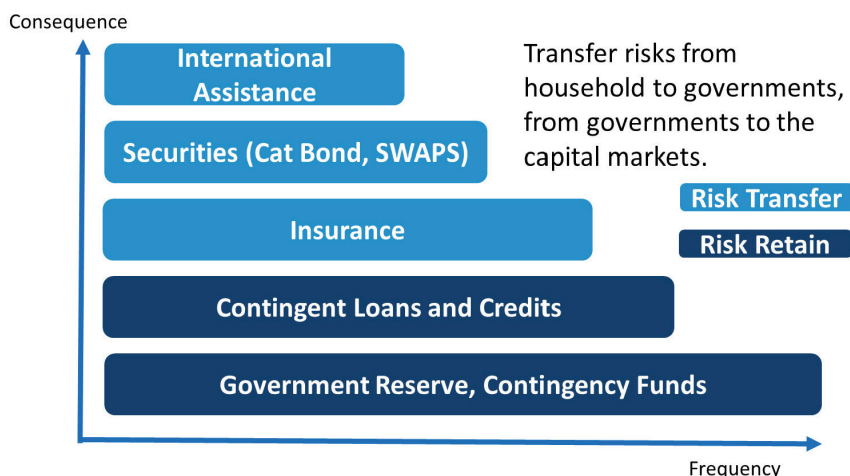 Consequence
International
Assistance
Transfer risks from
household to governments,
from governments to the
capital markets.
Securities (Cat Bond, SWAPS)
Risk Transfer
Insurance
Risk Retain
Contingent Loans and Credits
Government Reserve, Contingency Funds
Frequency